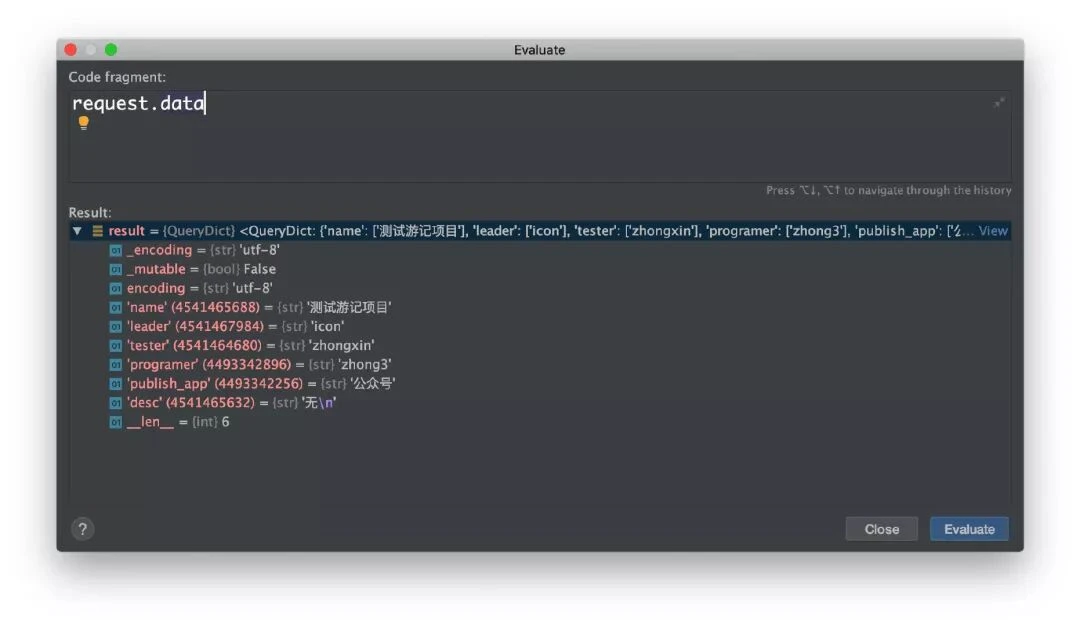 Evaluate
Code fragment:
request.data
Press ⌥↓, ⌥↑ to navigate through the history
Result:
result = {QueryDict} <QueryDict: {'name': ['测试游记项目'], 'leader': ['icon'], 'tester': ['zhongxin'], 'programer': ['zhong3'], 'publish_app': ['... View
_encoding = {str} 'utf-8'
_mutable = {bool} False
encoding = {str} 'utf-8'
'name' (4541465688) = {str} '测试游记项目'
'leader' (4541467984) = {str} 'icon'
'tester' (4541464680) = {str} 'zhongxin'
'programer' (4493342896) = {str} 'zhong3'
'publish_app' (4493342256) = {str} '公众号'
'desc' (4541465632) = {str} '无\n'
__len__ = {int} 6
?
Close
Evaluate